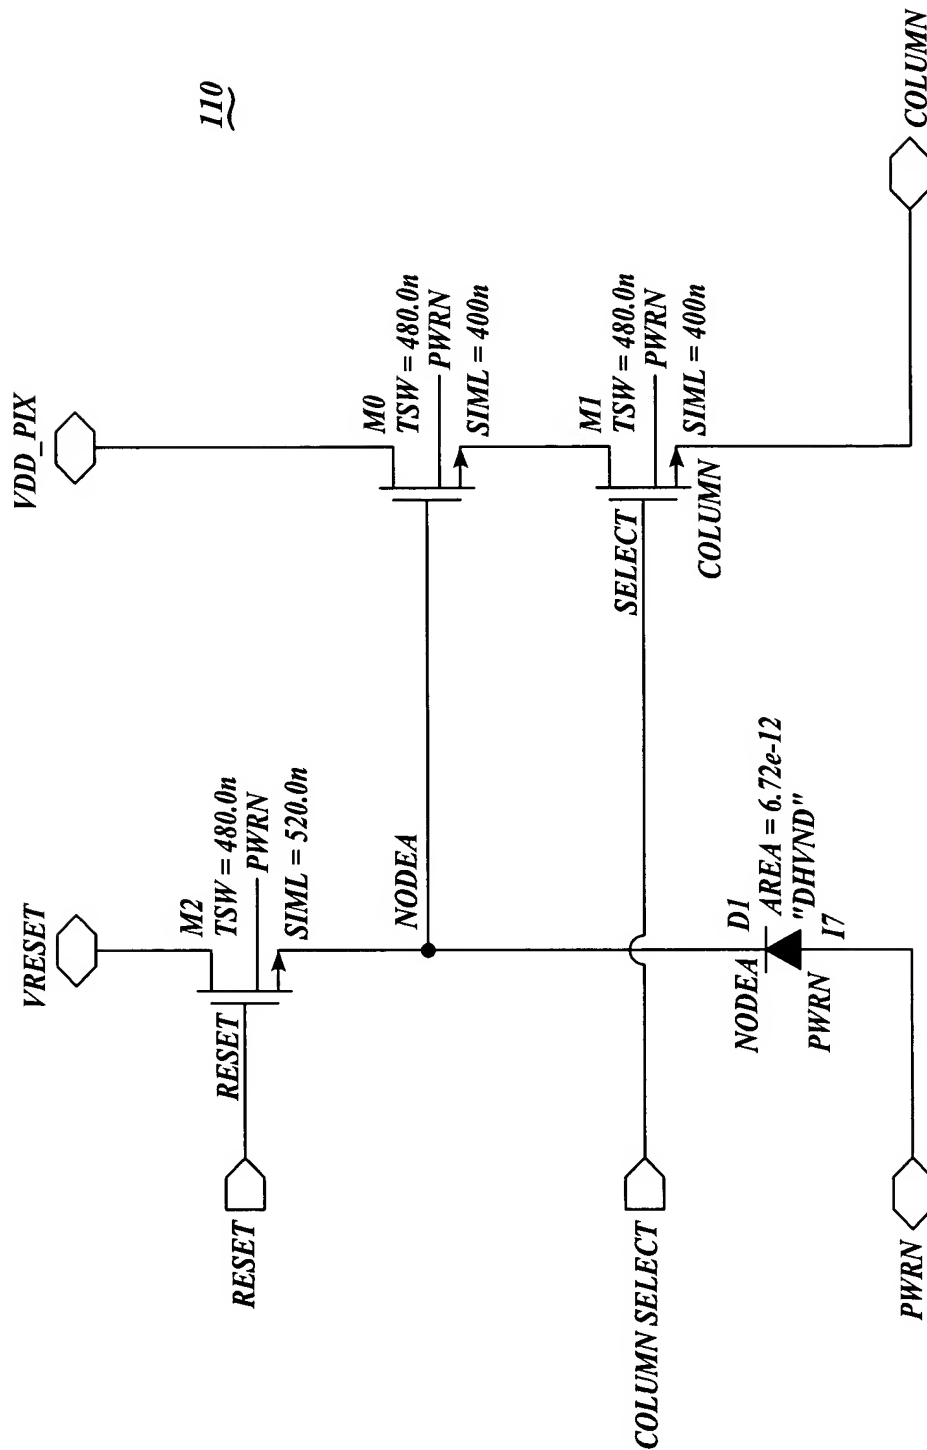 110
VDD_PIX
VRESET
M0
TSW = 480.0n
PWRN
SIML = 400n
M2
TSW = 480.0n
PWRN
SIML = 520.0n
RESET
RESET
NODEA
M1
TSW = 480.0n
PWRN
SIML = 400n
SELECT
COLUMN
COLUMN SELECT
NODEA
D1
AREA = 6.72e-12
"DHVND"
PWRN
I7
PWRN
COLUMN